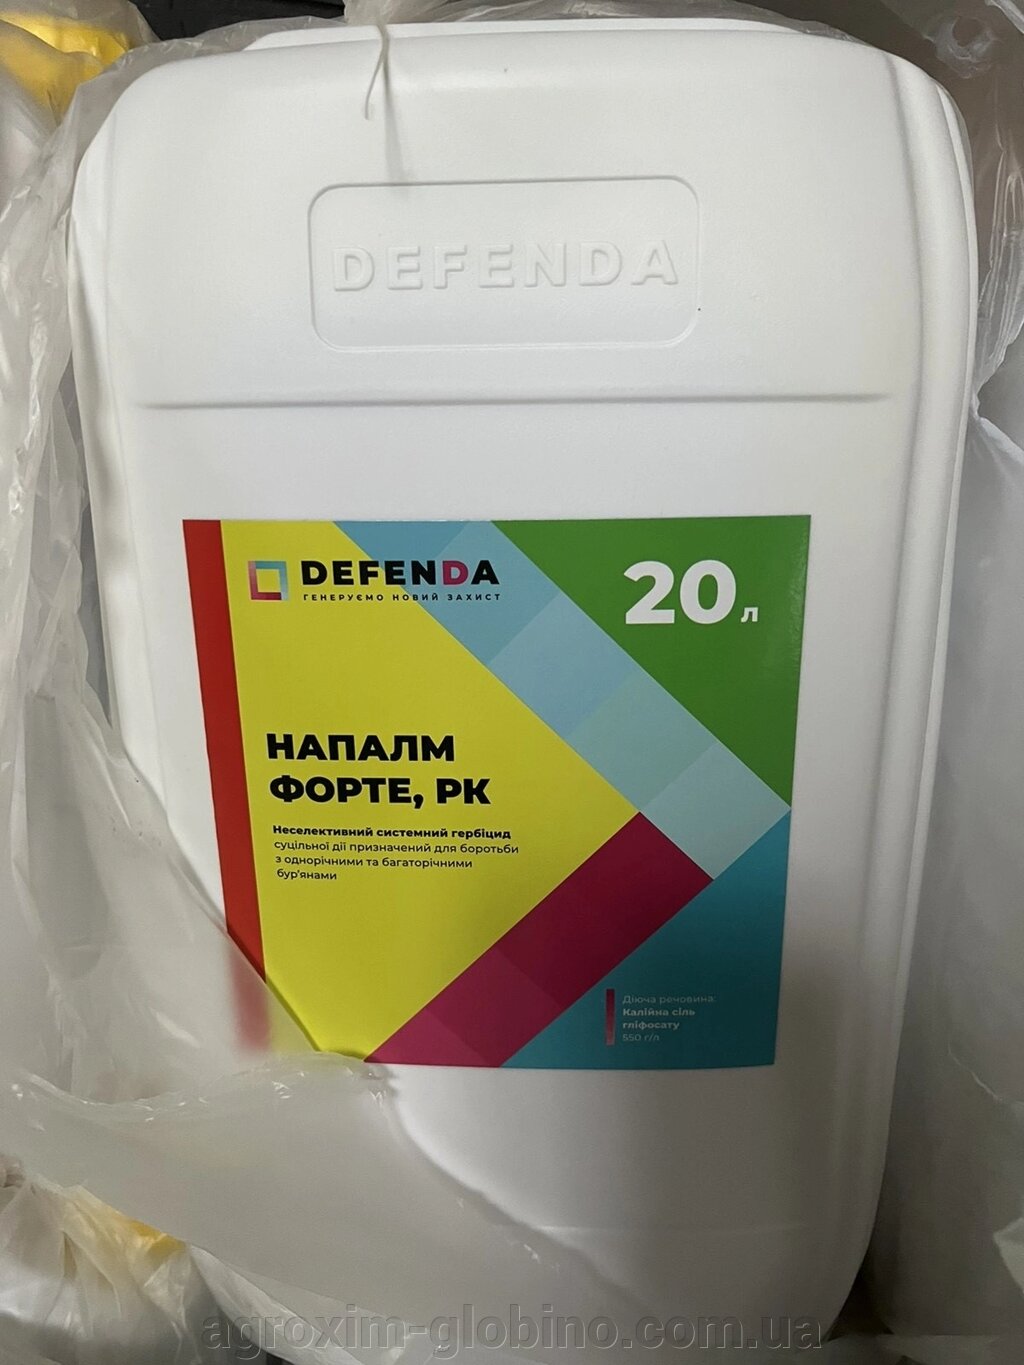 DEFENDA
DEFENDA
ГЕНЕРУЄМО НОВИЙ ЗАХИСТ
20 л
НАПАЛМ
ФОРТЕ, РК
Неселективний системний гербіцид
суцільної дії призначений для боротьби
з однорічними та багаторічними
бур'янами
Діюча речовина:
Калійна сіль
гліфосату
550 г/л
agroxim-globino.com.ua